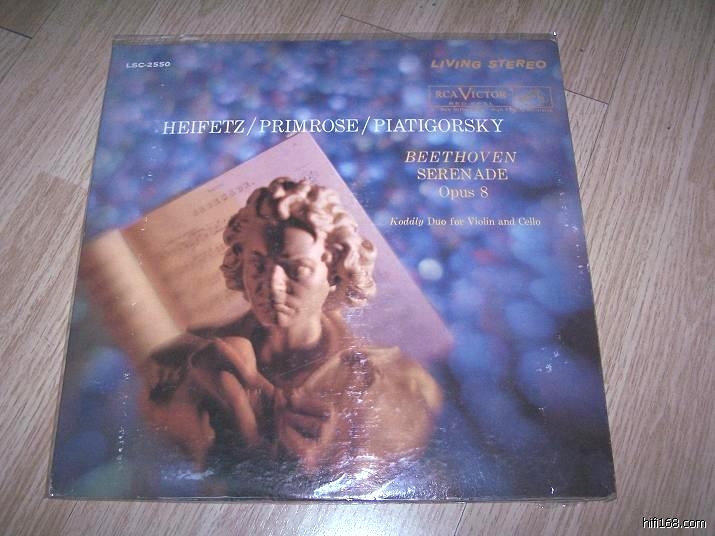 LSC-2550
LIVING STEREO
RCA VICTOR
RED SEAL
HEIFETZ/PRIMROSE/PIATIGORSKY
BEETHOVEN
SERENADE
Opus 8
Kodály Duo for Violin and Cello
hifi168.com